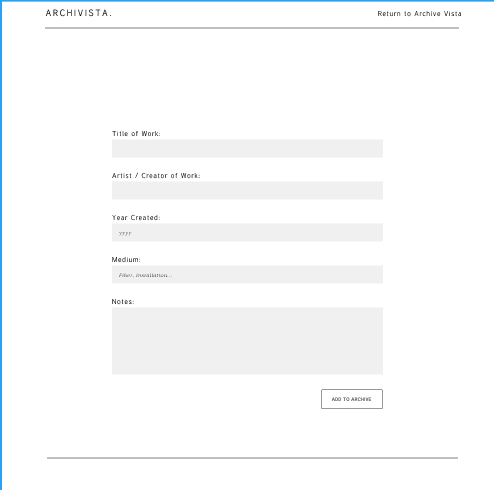 ARCHIVISTA.
Return to Archive Vista
Title of Work:
Artist / Creator of Work:
Year Created:
YYYY
Medium:
Fiber, Installation...
Notes:
ADD TO ARCHIVE